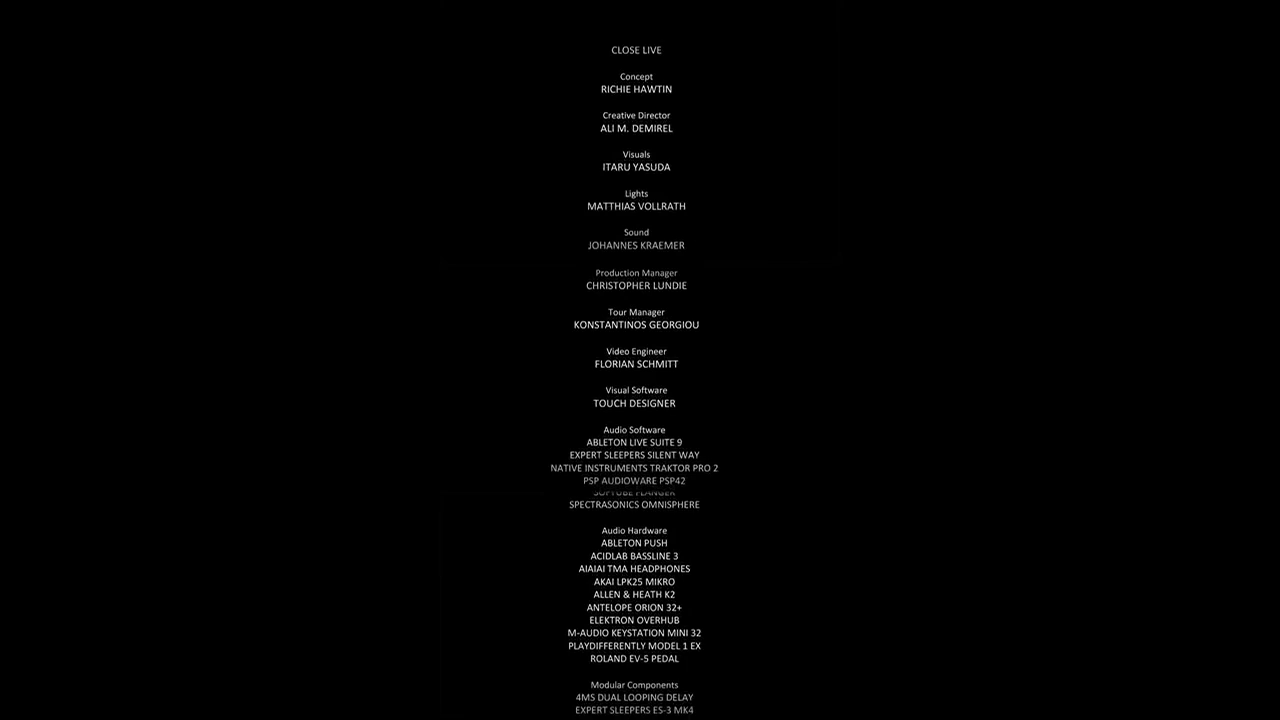 CLOSE LIVE
Concept
RICHIE HAWTIN
Creative Director
ALI M. DEMIREL
Visuals
ITARU YASUDA
Lights
MATTHIAS VOLLRATH
Sound
JOHANNES KRAEMER
Production Manager
CHRISTOPHER LUNDIE
Tour Manager
KONSTANTINOS GEORGIOU
Video Engineer
FLORIAN SCHMITT
Visual Software
TOUCH DESIGNER
Audio Software
ABLETON LIVE SUITE 9
EXPERT SLEEPERS SILENT WAY
NATIVE INSTRUMENTS TRAKTOR PRO 2
PSP AUDIOWARE PSP42
SOFTUBE FLANGER
SPECTRASONICS OMNISPHERE
Audio Hardware
ABLETON PUSH
ACIDLAB BASSLINE 3
AIAIAI TMA HEADPHONES
AKAI LPK25 MIKRO
ALLEN & HEATH K2
ANTELOPE ORION 32+
ELEKTRON OVERHUB
M-AUDIO KEYSTATION MINI 32
PLAYDIFFERENTLY MODEL 1 EX
ROLAND EV-5 PEDAL
Modular Components
4MS DUAL LOOPING DELAY
EXPERT SLEEPERS ES-3 MK4